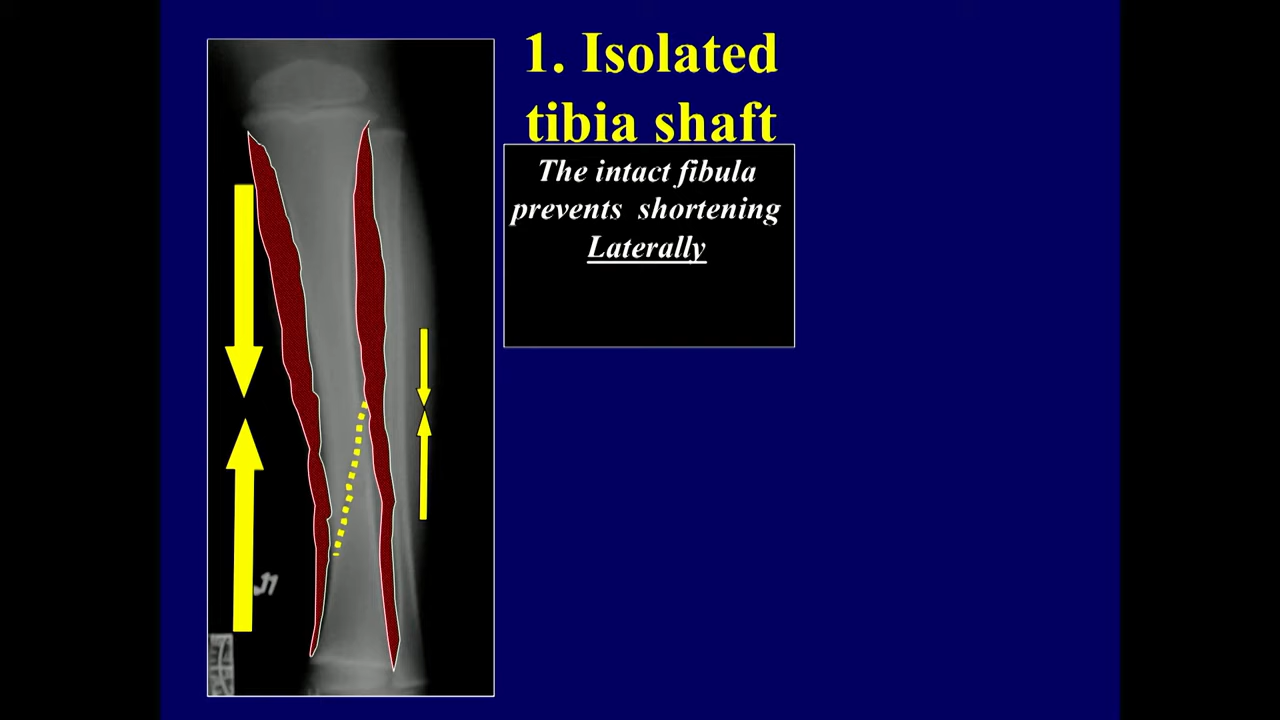 1. Isolated
tibia shaft
The intact fibula
prevents shortening
Laterally